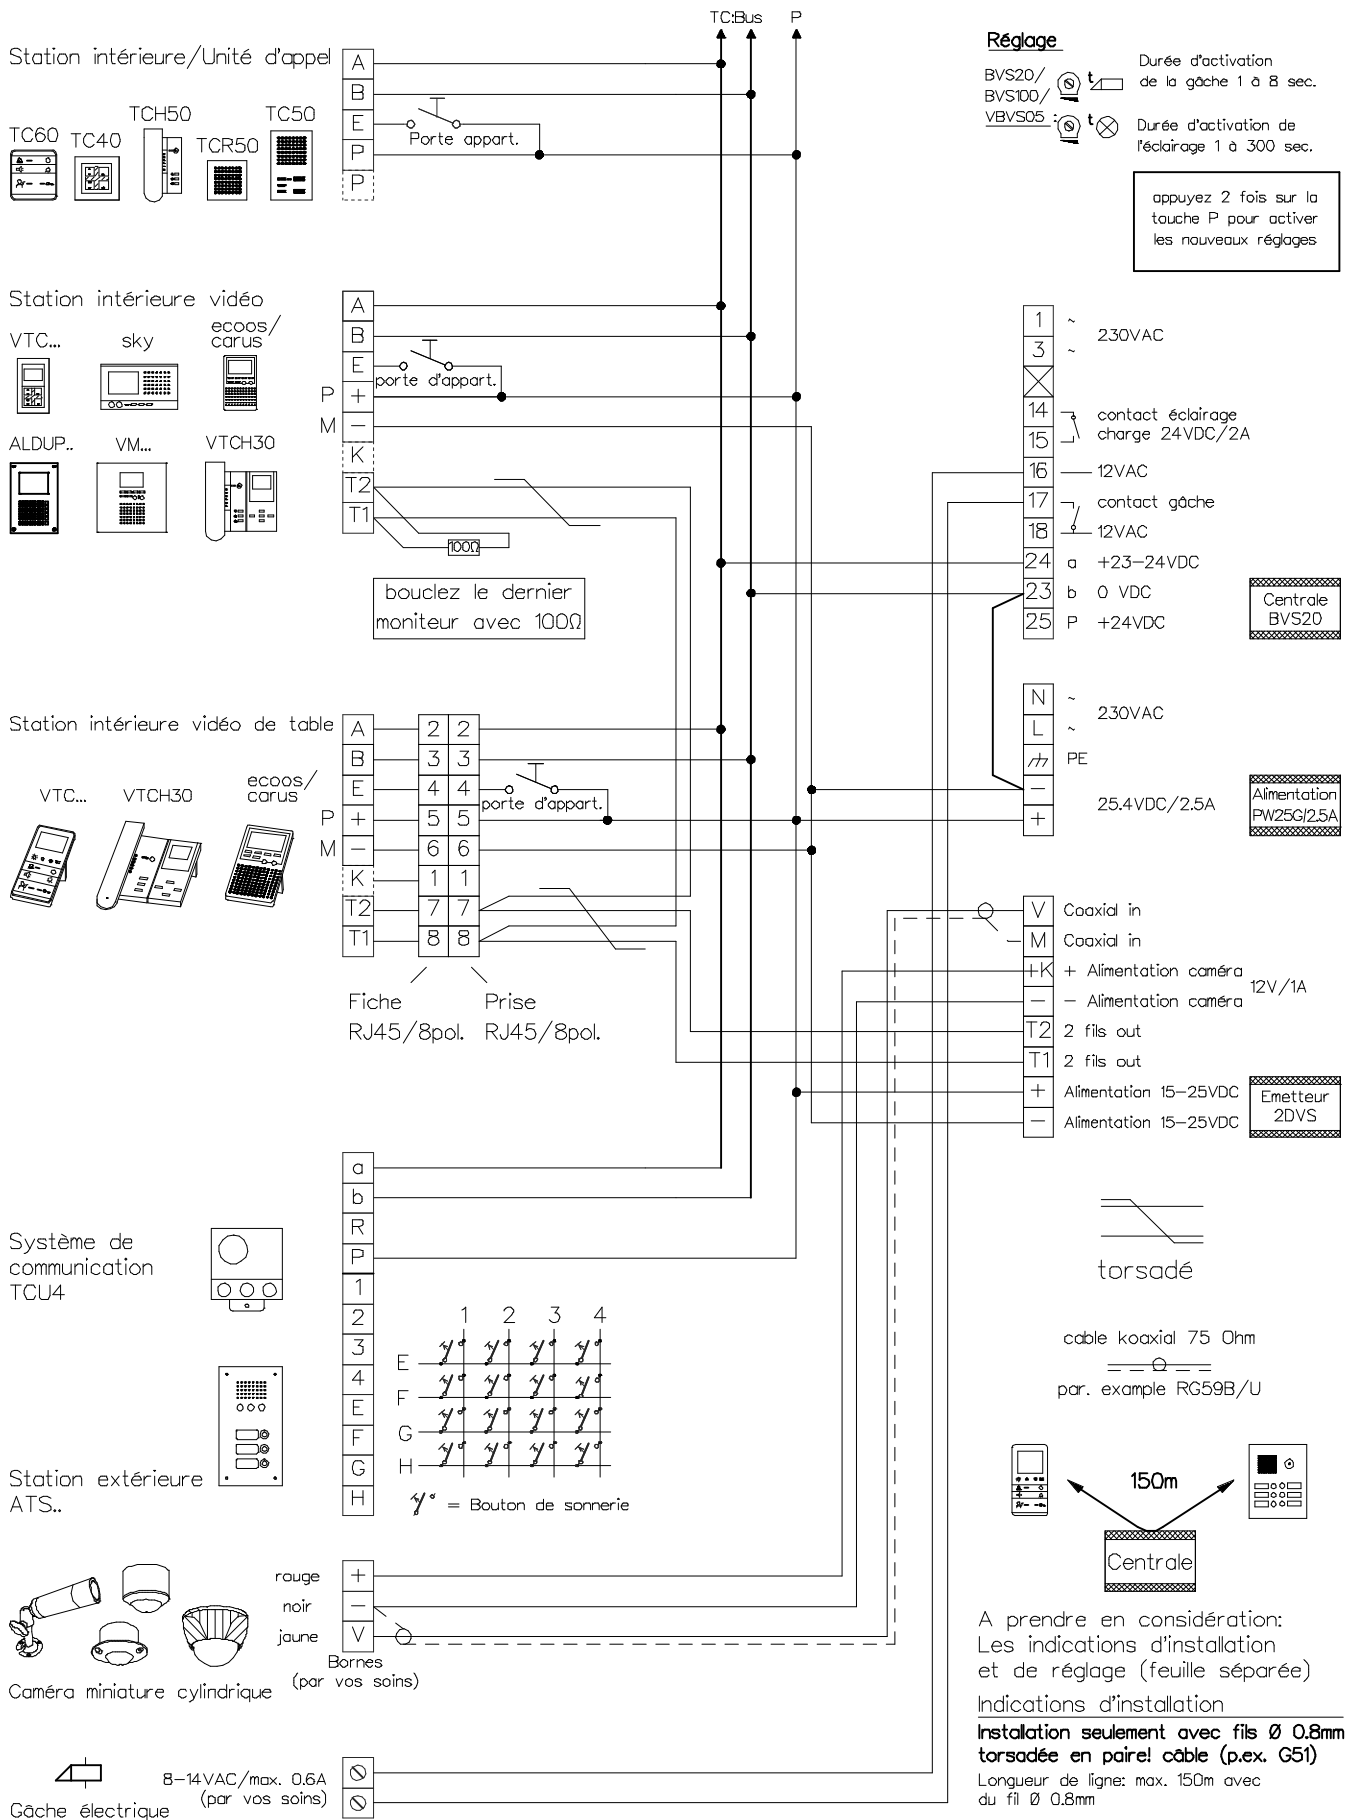 TC:Bus P
Station intérieure/Unité d'appel
TC60 TC40 TCH50 TCR50 TC50
A
B
E
P
P
Porte appart.
Réglage
BVS20/
BVS100/
VBVS05 :
t
Durée d'activation
de la gâche 1 à 8 sec.
t
Durée d'activation de
l'éclairage 1 à 300 sec.
appuyez 2 fois sur la
touche P pour activer
les nouveaux réglages
Station intérieure vidéo
VTC... sky ecoos/
carus
ALDUP.. VM... VTCH30
A
B
E
P +
M −
K
T2
T1
porte d'appart.
100Ω
bouclez le dernier
moniteur avec 100Ω
1 ~
3 ~
230VAC
14
15
contact éclairage
charge 24VDC/2A
16 12VAC
17 contact gâche
18 12VAC
24 a +23−24VDC
23 b 0 VDC
25 P +24VDC
Centrale
BVS20
Station intérieure vidéo de table
VTC... VTCH30 ecoos/
carus
A 2 2
B 3 3
E 4 4
P + 5 5
M − 6 6
K 1 1
T2 7 7
T1 8 8
porte d'appart.
Fiche
RJ45/8pol.
Prise
RJ45/8pol.
N ~
L ~
230VAC
PE
−
+
25.4VDC/2.5A
Alimentation
PW25G/2.5A
V Coaxial in
M Coaxial in
+K + Alimentation caméra
− − Alimentation caméra
12V/1A
T2 2 fils out
T1 2 fils out
+ Alimentation 15−25VDC
− Alimentation 15−25VDC
Emetteur
2DVS
Système de
communication
TCU4
Station extérieure
ATS..
a
b
R
P
1
2
3
4
E
F
G
H
1 2 3 4
E
F
G
H
= Bouton de sonnerie
torsadé
cable koaxial 75 Ohm
par. example RG59B/U
150m
Centrale
Caméra miniature cylindrique
rouge +
noir −
jaune V
Bornes
(par vos soins)
Gâche électrique
8−14VAC/max. 0.6A
(par vos soins)
A prendre en considération:
Les indications d'installation
et de réglage (feuille séparée)
Indications d'installation
Installation seulement avec fils Ø 0.8mm
torsadée en paire! câble (p.ex. G51)
Longueur de ligne: max. 150m avec
du fil Ø 0.8mm